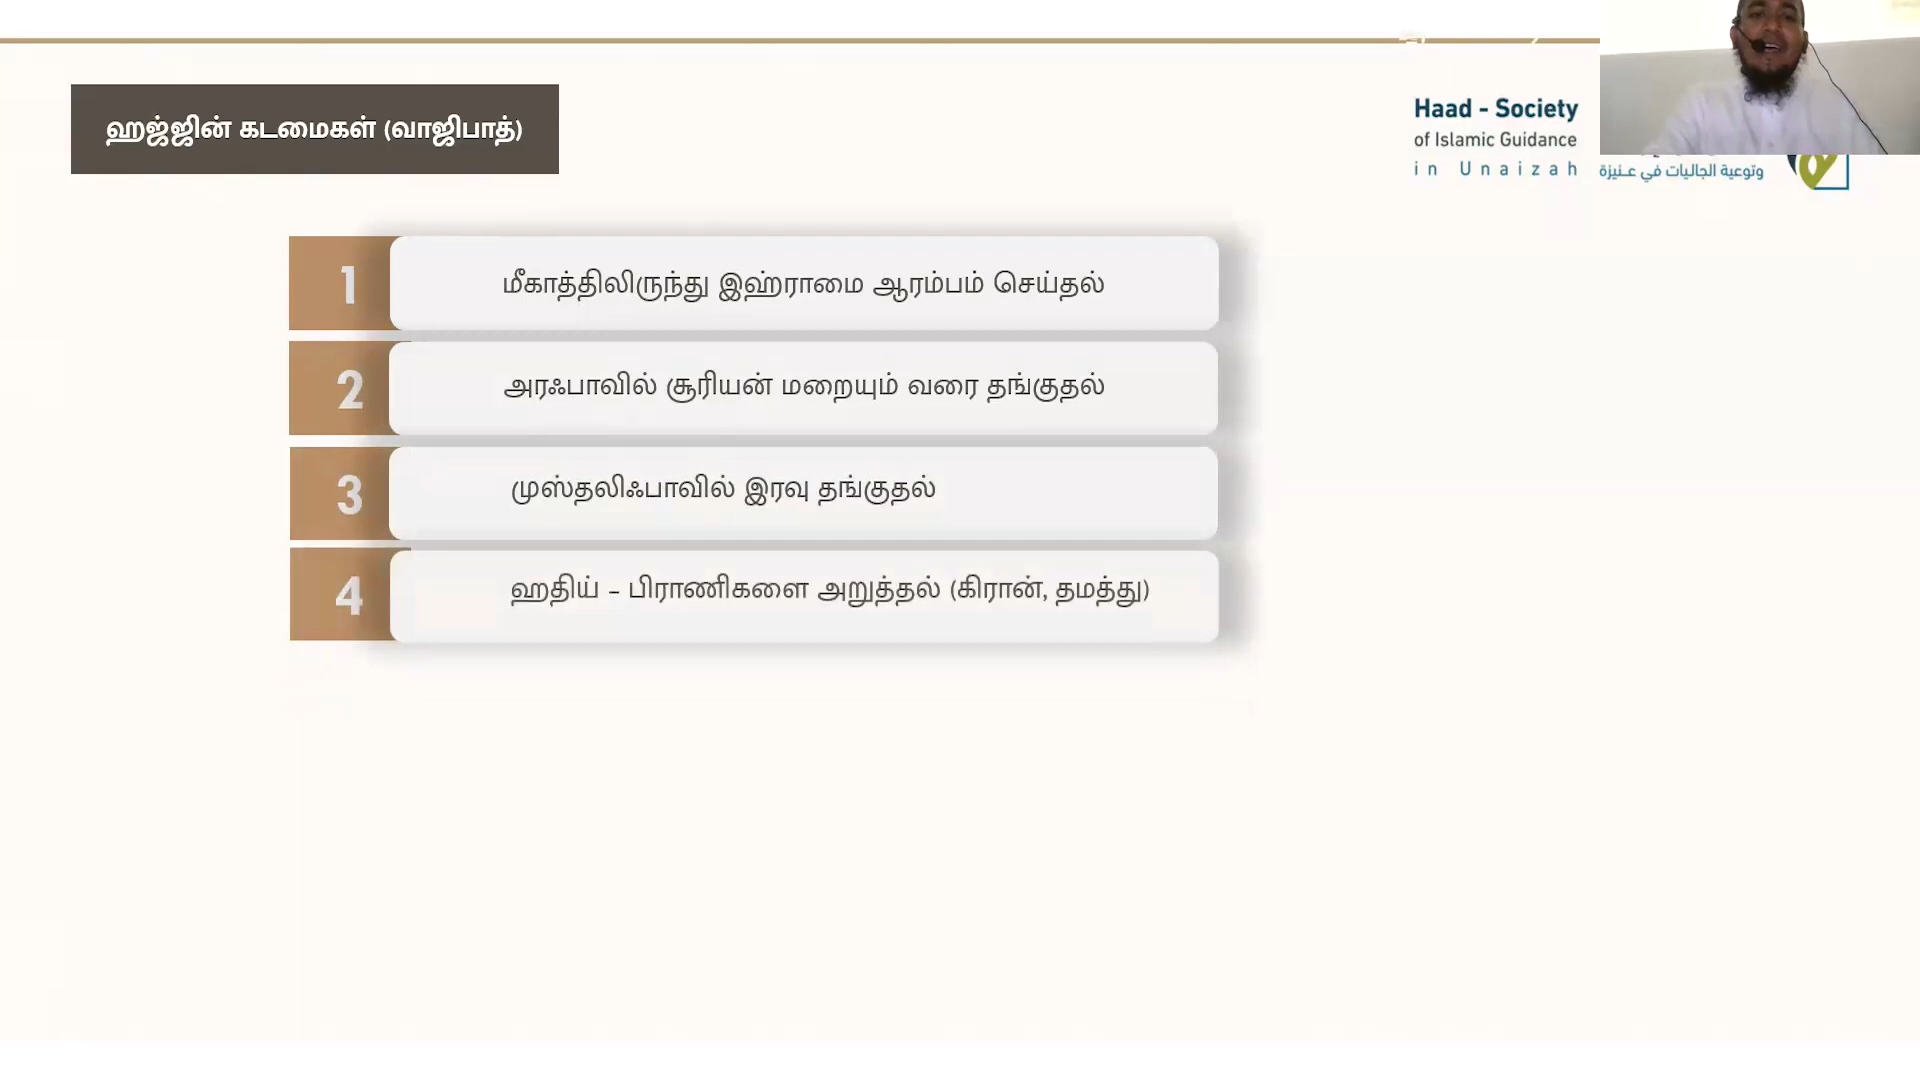 ஹஜ்ஜின் கடமைகள் (வாஜிபாத்)
Haad - Society
of Islamic Guidance
in Unaizah
وتوعية الجاليات في عنيزة
1 மீகாத்திலிருந்து இஹ்ராமை ஆரம்பம் செய்தல்
2 அரஃபாவில் சூரியன் மறையும் வரை தங்குதல்
3 முஸ்தலிஃபாவில் இரவு தங்குதல்
4 ஹதிய் – பிராணிகளை அறுத்தல் (கிரான், தமத்து)